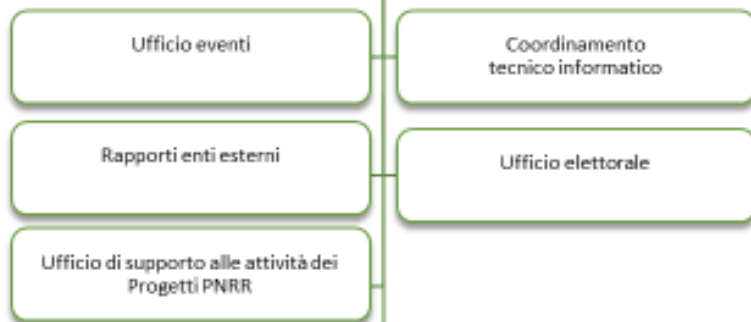 Ufficio eventi
Coordinamento
tecnico informatico
Rapporti enti esterni
Ufficio elettorale
Ufficio di supporto alle attività dei
Progetti PNRR